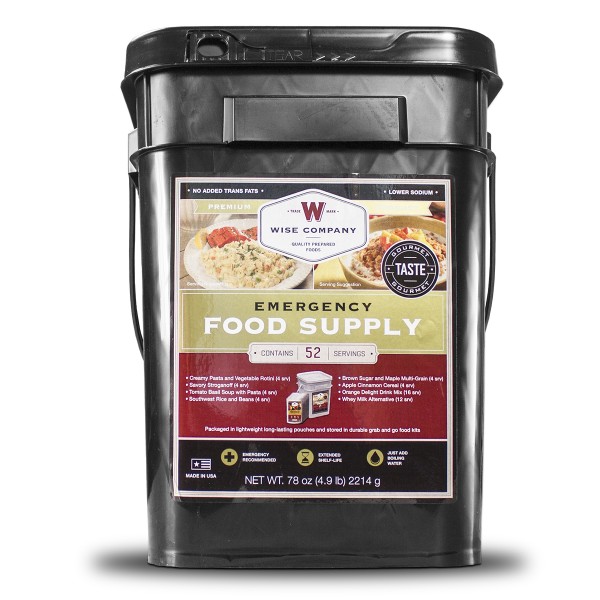 TEAR
• NO ADDED TRANS FATS •
• LOWER SODIUM •
PREMIUM
• TRADE W MARK •
WISE COMPANY
QUALITY PREPARED
FOODS
Serving Suggestion
GOURMET
TASTE
GOURMET
EMERGENCY
FOOD SUPPLY
• CONTAINS 52 SERVINGS •
• Creamy Pasta and Vegetable Rotini (4 srv)
• Savory Stroganoff (4 srv)
• Tomato Basil Soup with Pasta (4 srv)
• Southwest Rice and Beans (4 srv)
• Brown Sugar and Maple Multi-Grain (4 srv)
• Apple Cinnamon Cereal (4 srv)
• Orange Delight Drink Mix (16 srv)
• Whey Milk Alternative (12 srv)
Packaged in lightweight long-lasting pouches and stored in durable grab and go food kits
MADE IN USA
EMERGENCY
RECOMMENDED
EXTENDED
SHELF-LIFE
JUST ADD
BOILING
WATER
NET WT. 78 oz (4.9 lb) 2214 g